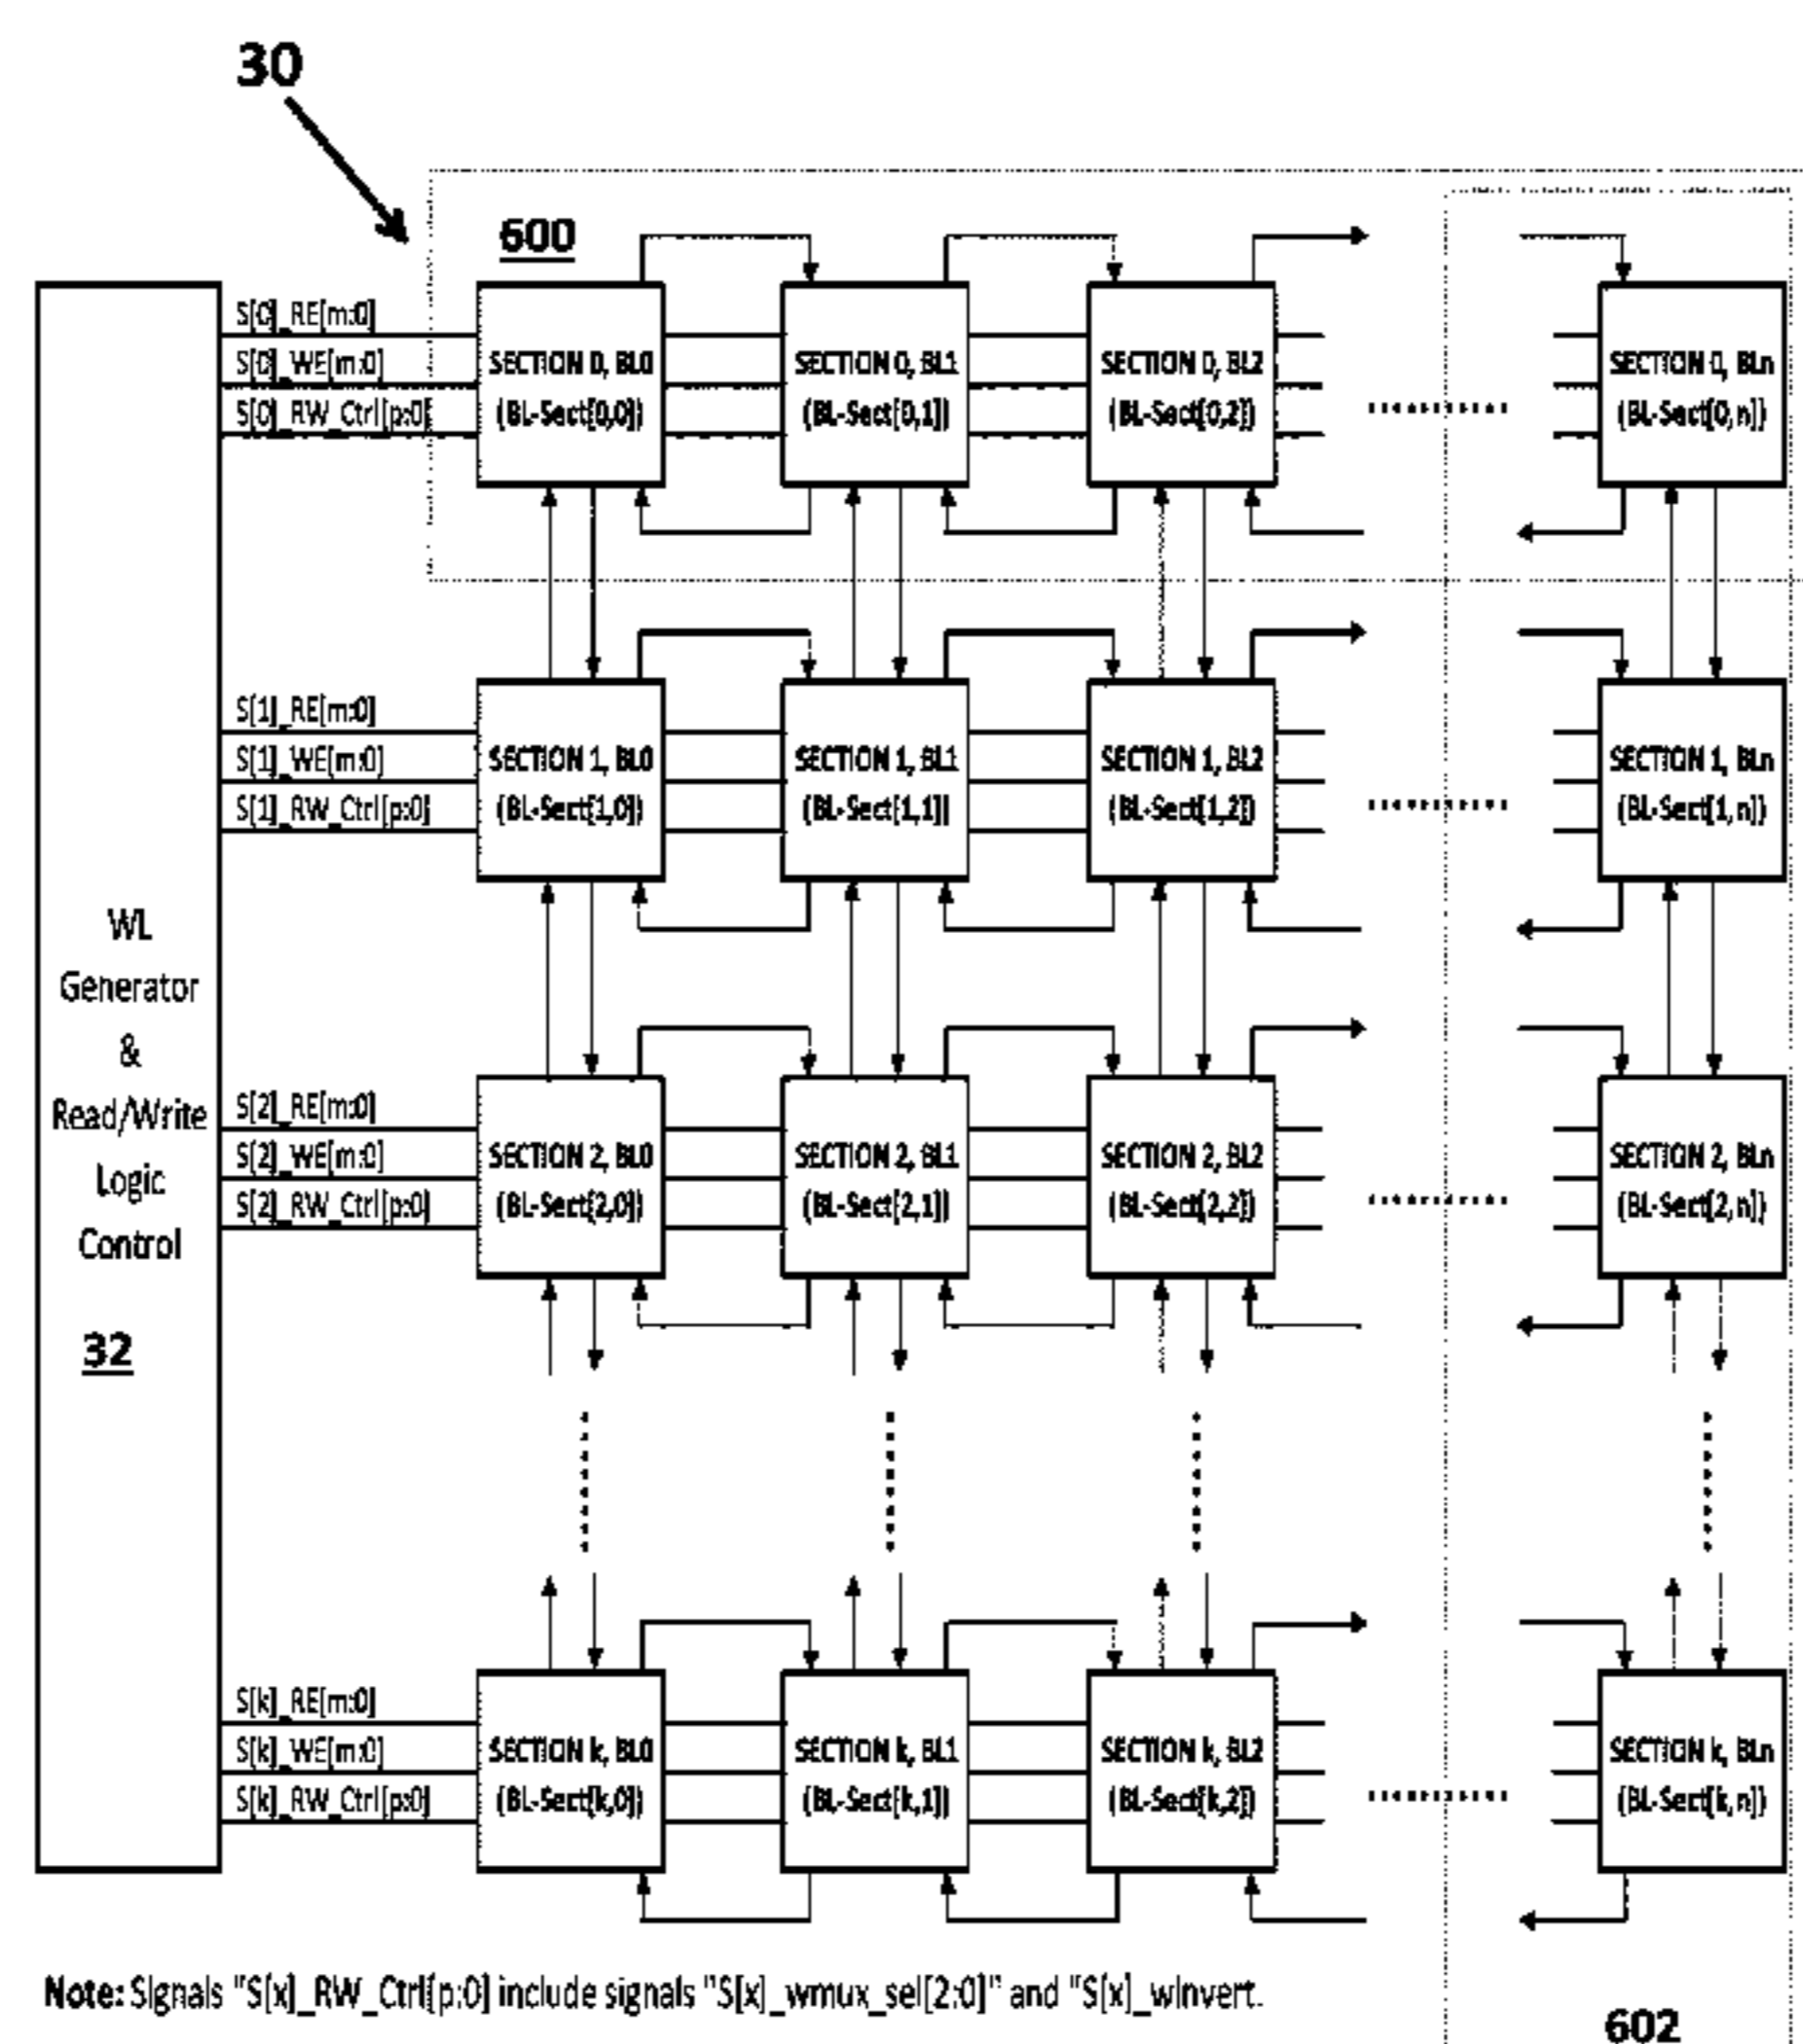 30
600
S[0]_RE[m:0]
S[0]_WE[m:0]
S[0]_RW_Ctrl[p:0]
SECTION 0, BL0
(BL-Sect[0,0])
SECTION 0, BL1
(BL-Sect[0,1])
SECTION 0, BL2
(BL-Sect[0,2])
SECTION 0, BLn
(BL-Sect[0,n])
S[1]_RE[m:0]
S[1]_WE[m:0]
S[1]_RW_Ctrl[p:0]
SECTION 1, BL0
(BL-Sect[1,0])
SECTION 1, BL1
(BL-Sect[1,1])
SECTION 1, BL2
(BL-Sect[1,2])
SECTION 1, BLn
(BL-Sect[1,n])
WL
Generator
&
Read/Write
Logic
Control
32
S[2]_RE[m:0]
S[2]_WE[m:0]
S[2]_RW_Ctrl[p:0]
SECTION 2, BL0
(BL-Sect[2,0])
SECTION 2, BL1
(BL-Sect[2,1])
SECTION 2, BL2
(BL-Sect[2,2])
SECTION 2, BLn
(BL-Sect[2,n])
S[k]_RE[m:0]
S[k]_WE[m:0]
S[k]_RW_Ctrl[p:0]
SECTION k, BL0
(BL-Sect[k,0])
SECTION k, BL1
(BL-Sect[k,1])
SECTION k, BL2
(BL-Sect[k,2])
SECTION k, BLn
(BL-Sect[k,n])
Note: Signals "S[x]_RW_Ctrl[p:0] include signals "S[x]_wmux_sel[2:0]" and "S[x]_wInvert.
602